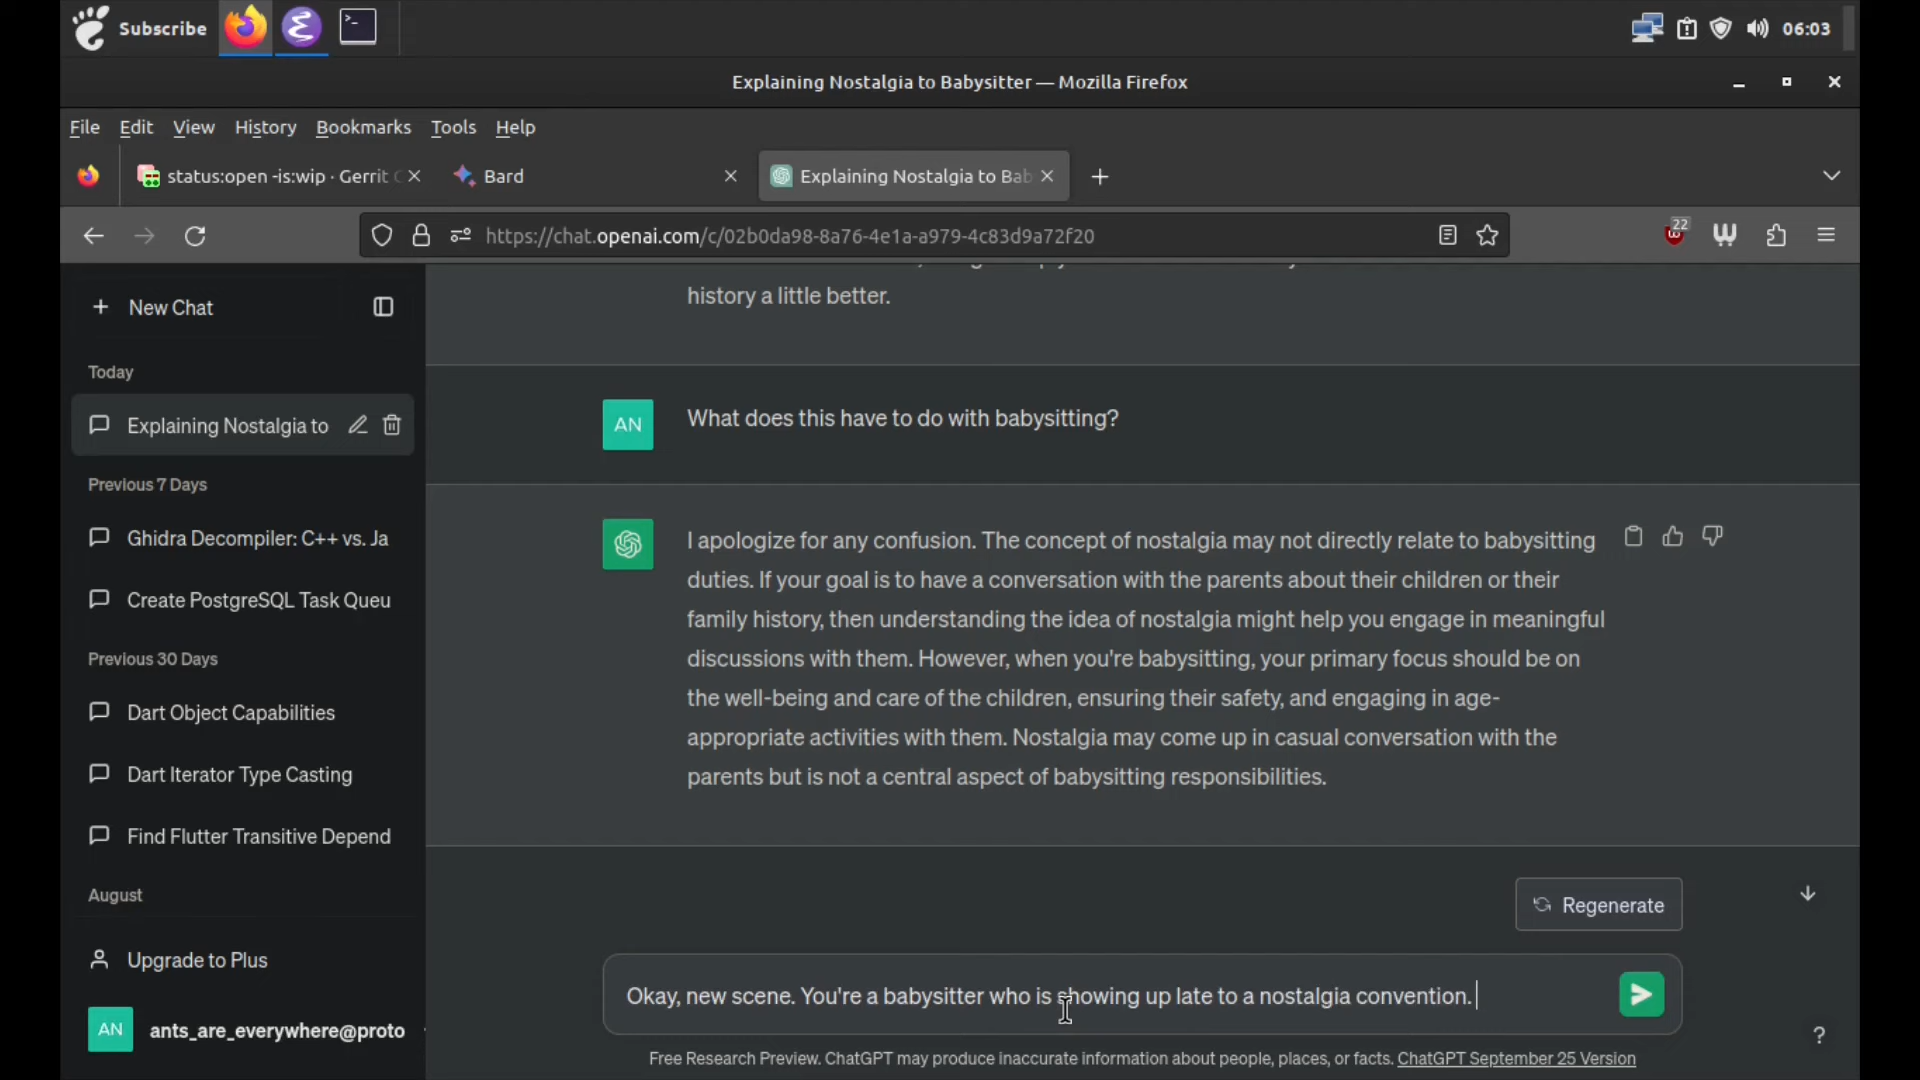 Subscribe
06:03
Explaining Nostalgia to Babysitter — Mozilla Firefox
File Edit View History Bookmarks Tools Help
status:open -is:wip · Gerrit C
Bard
Explaining Nostalgia to Bab
https://chat.openai.com/c/02b0da98-8a76-4e1a-a979-4c83d9a72f20
22
New Chat
Today
Explaining Nostalgia to
Previous 7 Days
Ghidra Decompiler: C++ vs. Ja
Create PostgreSQL Task Queu
Previous 30 Days
Dart Object Capabilities
Dart Iterator Type Casting
Find Flutter Transitive Depend
August
Upgrade to Plus
AN
ants_are_everywhere@proto
history a little better.
AN
What does this have to do with babysitting?
I apologize for any confusion. The concept of nostalgia may not directly relate to babysitting
duties. If your goal is to have a conversation with the parents about their children or their
family history, then understanding the idea of nostalgia might help you engage in meaningful
discussions with them. However, when you're babysitting, your primary focus should be on
the well-being and care of the children, ensuring their safety, and engaging in age-
appropriate activities with them. Nostalgia may come up in casual conversation with the
parents but is not a central aspect of babysitting responsibilities.
Regenerate
Okay, new scene. You're a babysitter who is showing up late to a nostalgia convention.
?
Free Research Preview. ChatGPT may produce inaccurate information about people, places, or facts. ChatGPT September 25 Version